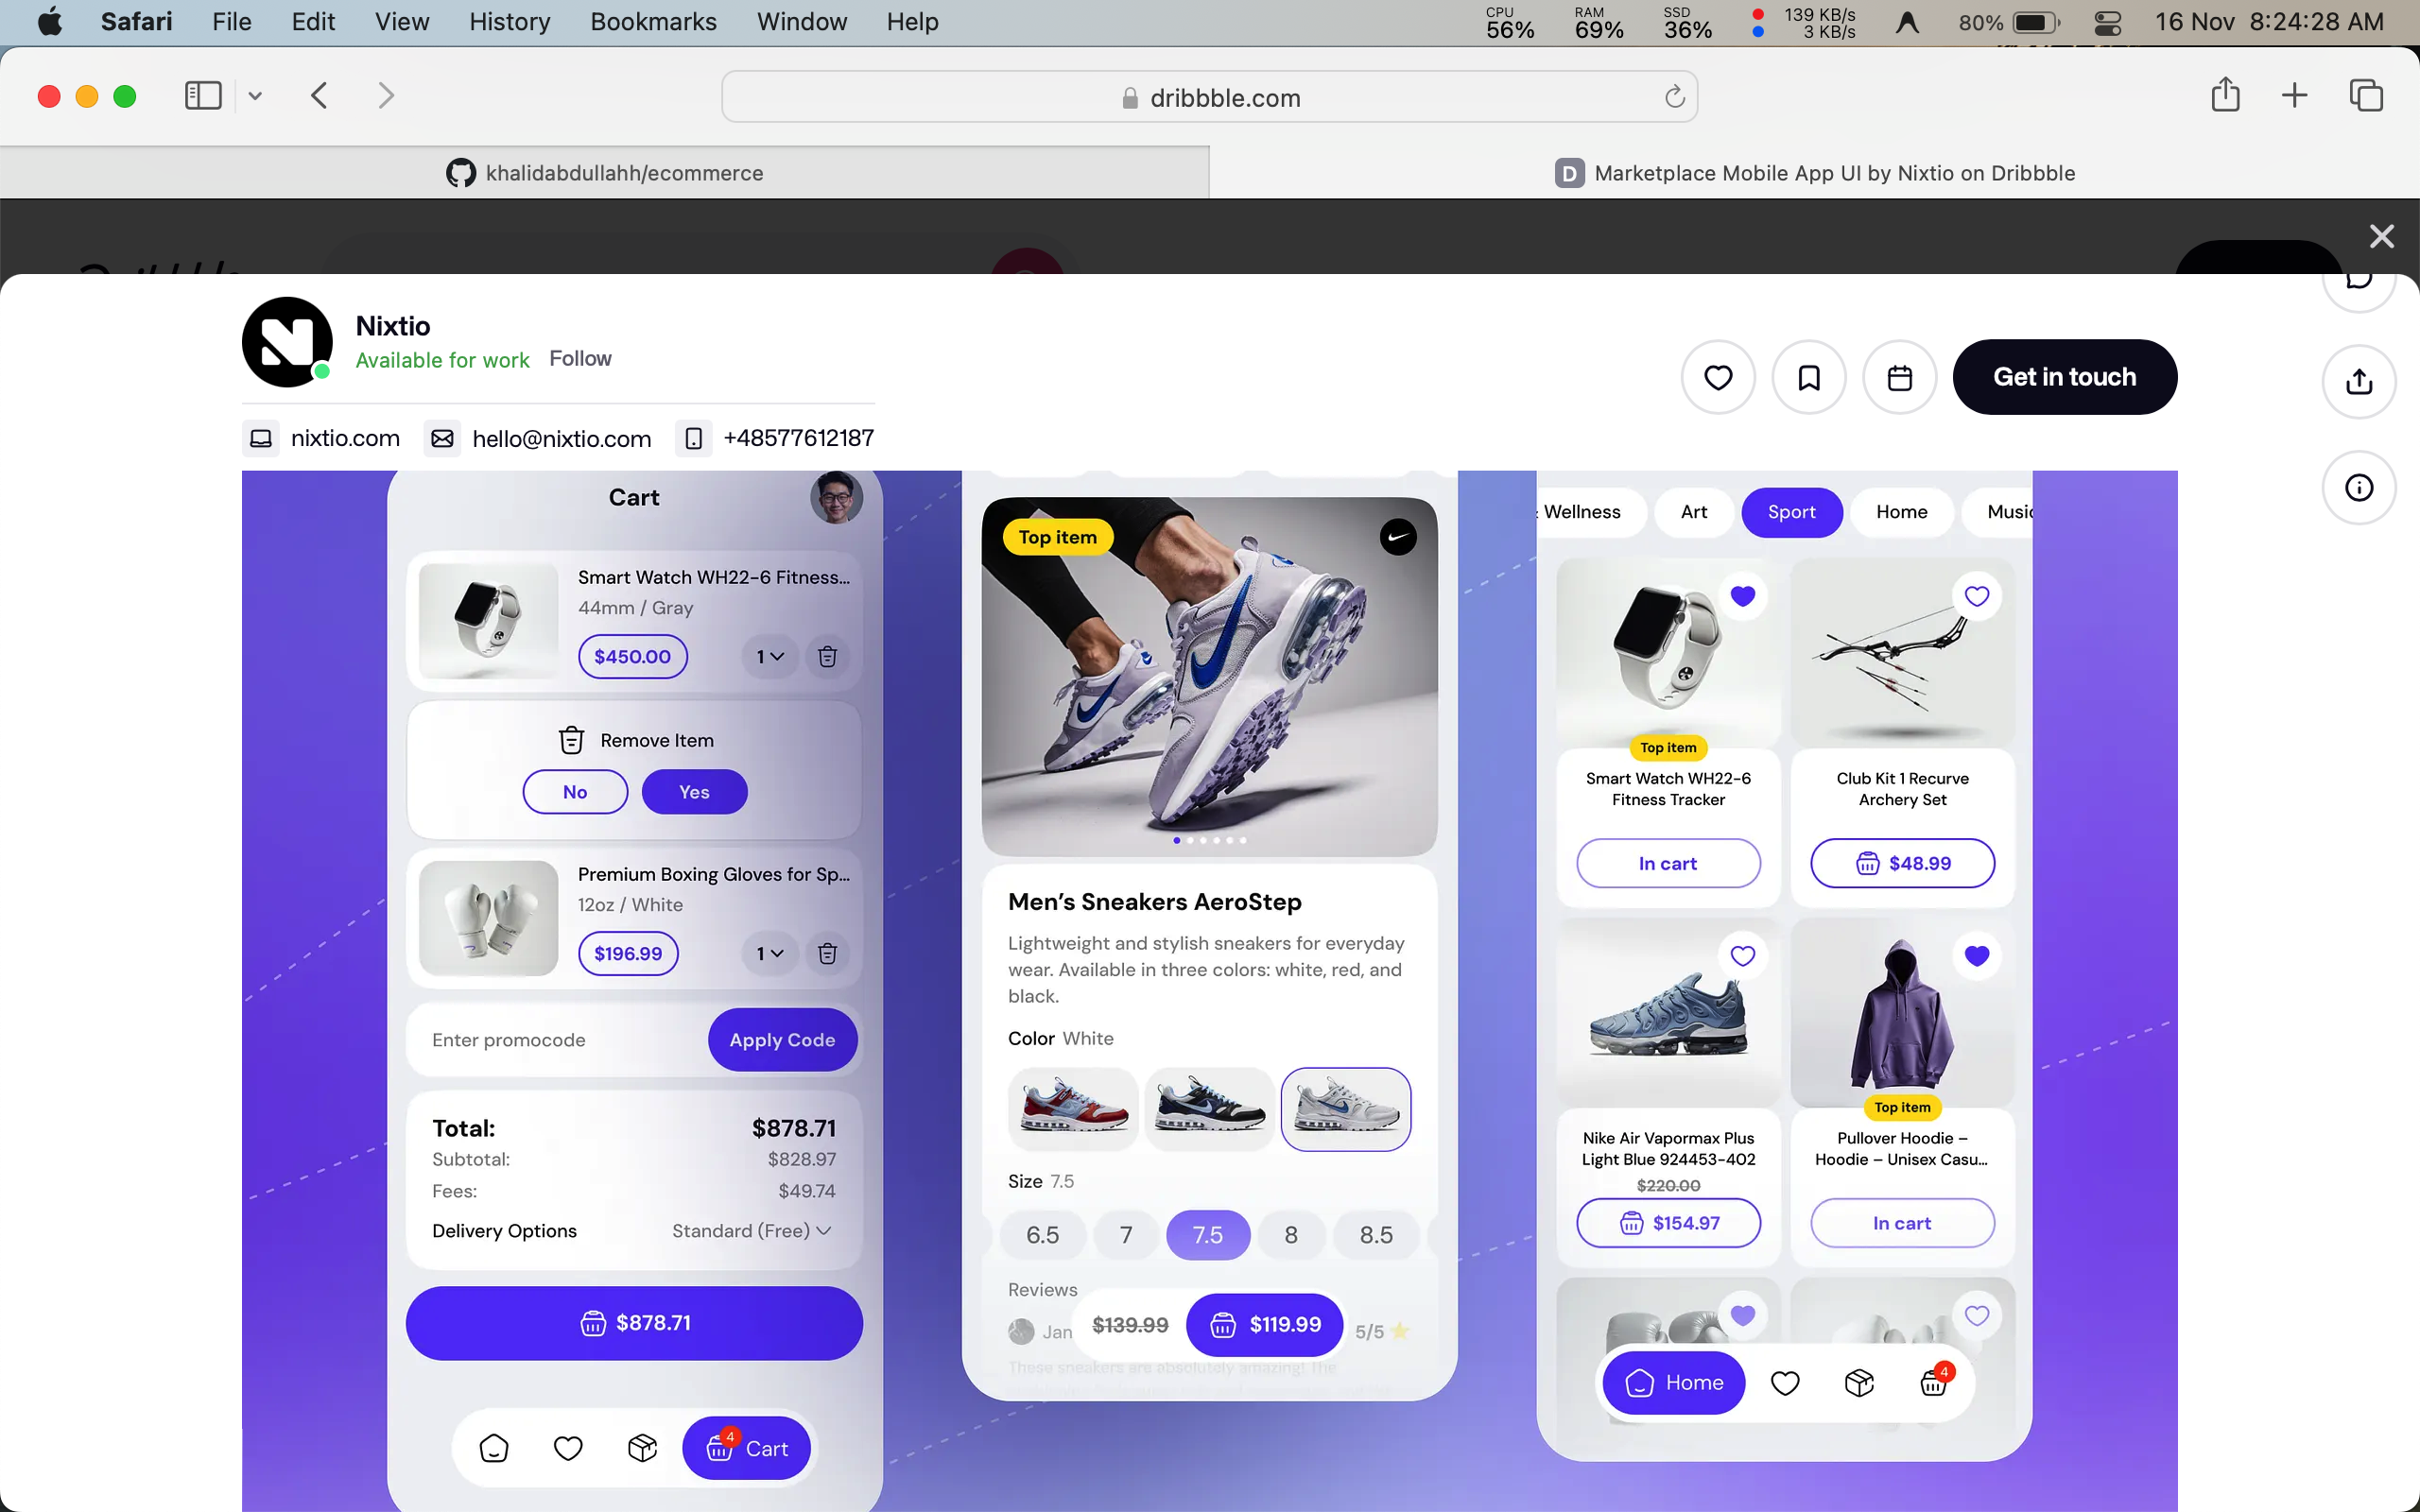 Safari File Edit View History Bookmarks Window Help
CPU 56% RAM 69% SSD 36% 139 KB/s 3 KB/s 80% 16 Nov 8:24:28 AM
dribbble.com
khalidabdullahh/ecommerce
D Marketplace Mobile App UI by Nixtio on Dribbble
Nixtio
Available for work Follow
Get in touch
nixtio.com hello@nixtio.com +48577612187
Cart
Smart Watch WH22-6 Fitness...
44mm / Gray
$450.00 1
Remove Item
No Yes
Premium Boxing Gloves for Sp...
12oz / White
$196.99 1
Enter promocode Apply Code
Total: $878.71
Subtotal: $828.97
Fees: $49.74
Delivery Options Standard (Free)
$878.71
4 Cart
Top item
Men's Sneakers AeroStep
Lightweight and stylish sneakers for everyday
wear. Available in three colors: white, red, and
black.
Color White
Size 7.5
6.5 7 7.5 8 8.5
Reviews
Jan $139.99 $119.99 5/5
These sneakers are absolutely amazing! The
Wellness Art Sport Home Music
Top item
Smart Watch WH22-6
Fitness Tracker
In cart
Club Kit 1 Recurve
Archery Set
$48.99
Nike Air Vapormax Plus
Light Blue 924453-402
$220.00
$154.97
Top item
Pullover Hoodie –
Hoodie – Unisex Casu...
In cart
Home 4